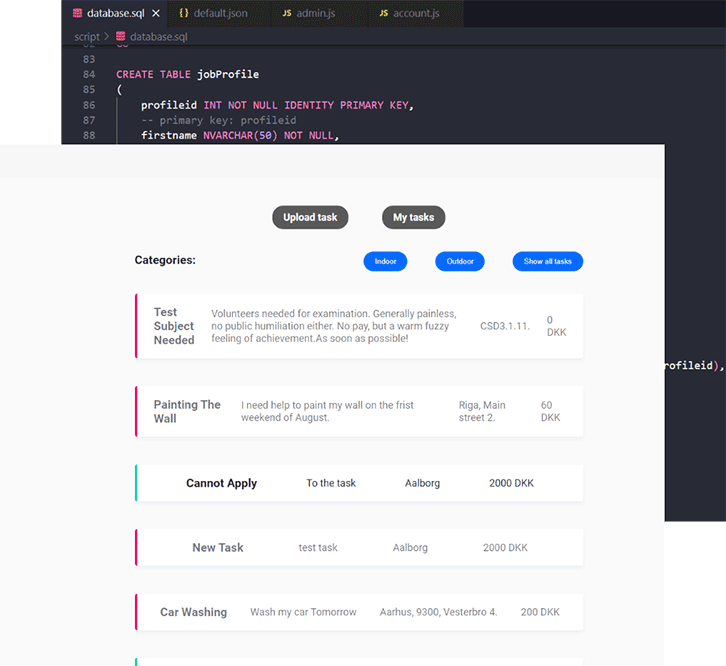 database.sql × {} default.json JS admin.js JS account.js
script > database.sql
83
84 CREATE TABLE jobProfile
85 (
86 profileid INT NOT NULL IDENTITY PRIMARY KEY,
87 -- primary key: profileid
88 firstname NVARCHAR(50) NOT NULL,
rofileid),
Upload task My tasks
Categories: Indoor Outdoor Show all tasks
Test
Subject
Needed
Volunteers needed for examination. Generally painless,
no public humiliation either. No pay, but a warm fuzzy
feeling of achievement.As soon as possible!
CSD3.1.11.
0
DKK
Painting The
Wall
I need help to paint my wall on the frist
weekend of August.
Riga, Main
street 2.
60
DKK
Cannot Apply To the task Aalborg 2000 DKK
New Task test task Aalborg 2000 DKK
Car Washing Wash my car Tomorrow Aarhus, 9300, Vesterbro 4. 200 DKK